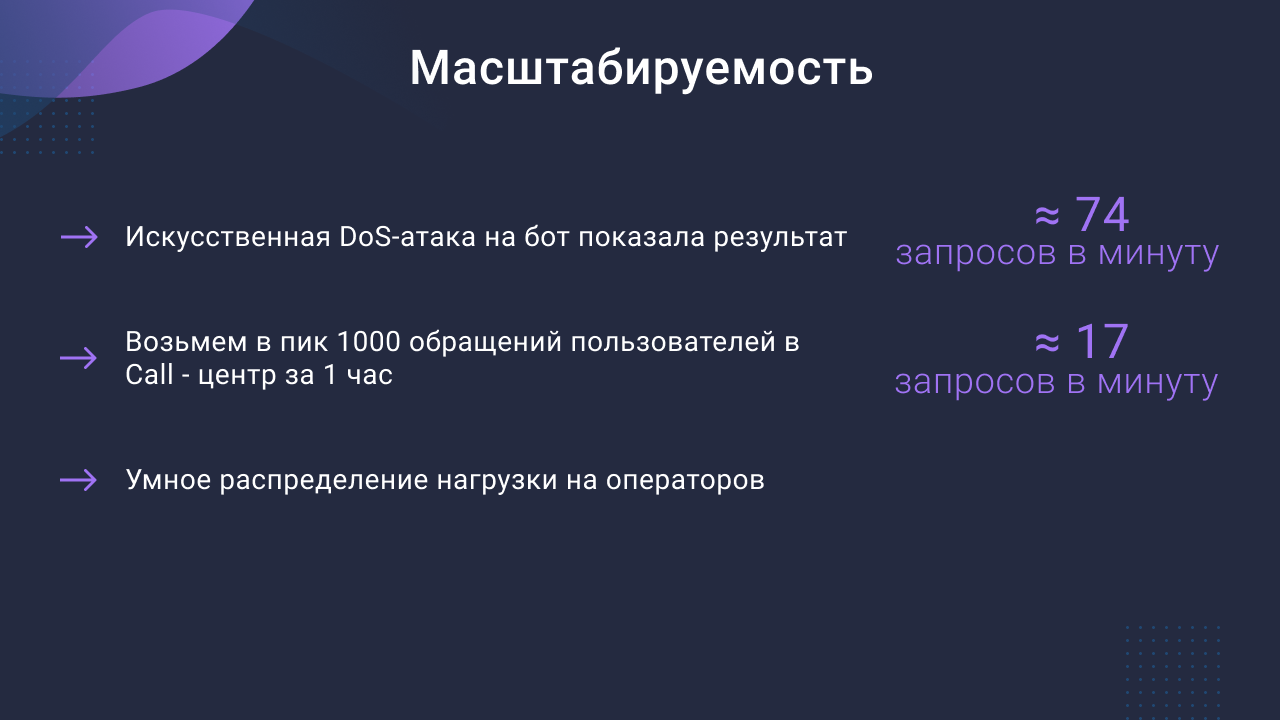 Масштабируемость
Искусственная DoS-атака на бот показала результат
≈ 74
запросов в минуту
Возьмем в пик 1000 обращений пользователей в
Call - центр за 1 час
≈ 17
запросов в минуту
Умное распределение нагрузки на операторов